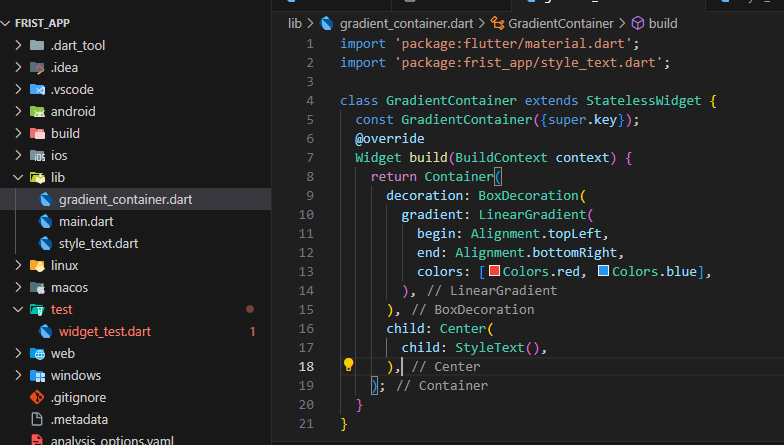 FRIST_APP
.dart_tool
.idea
.vscode
android
build
ios
lib
gradient_container.dart
main.dart
style_text.dart
linux
macos
test
widget_test.dart 1
web
windows
.gitignore
.metadata
analysis_options.yaml
lib > gradient_container.dart > GradientContainer > build
1 import 'package:flutter/material.dart';
2 import 'package:frist_app/style_text.dart';
3
4 class GradientContainer extends StatelessWidget {
5 const GradientContainer({super.key});
6 @override
7 Widget build(BuildContext context) {
8 return Container(
9 decoration: BoxDecoration(
10 gradient: LinearGradient(
11 begin: Alignment.topLeft,
12 end: Alignment.bottomRight,
13 colors: [Colors.red, Colors.blue],
14 ), // LinearGradient
15 ), // BoxDecoration
16 child: Center(
17 child: StyleText(),
18 ), // Center
19 ); // Container
20 }
21 }